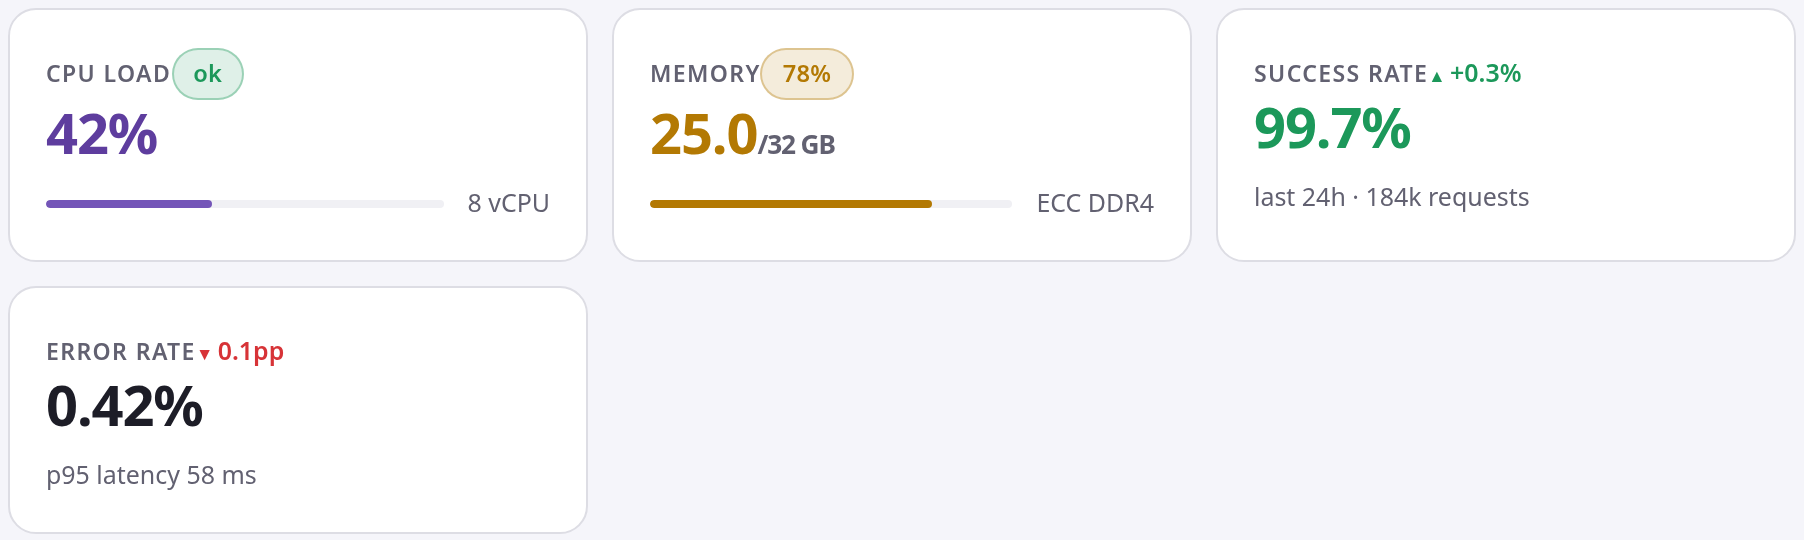 CPU LOAD ok
42%
8 vCPU
MEMORY 78%
25.0/32 GB
ECC DDR4
SUCCESS RATE ▲ +0.3%
99.7%
last 24h · 184k requests
ERROR RATE ▼ 0.1pp
0.42%
p95 latency 58 ms